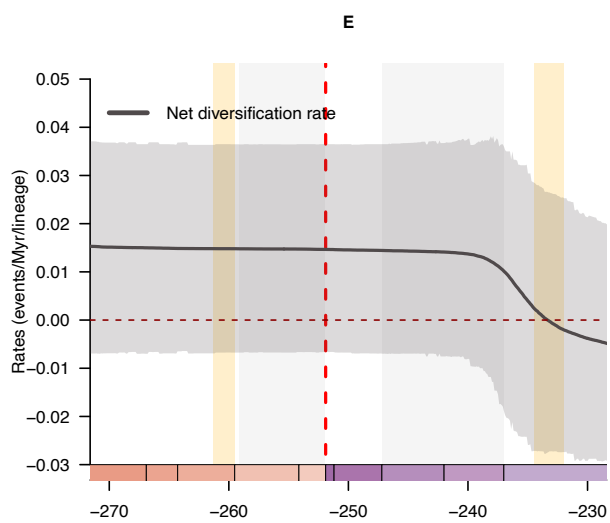 E
0.05
0.04
0.03
0.02
0.01
0.00
−0.01
−0.02
−0.03
Rates (events/Myr/lineage)
Net diversification rate
−270 −260 −250 −240 −230